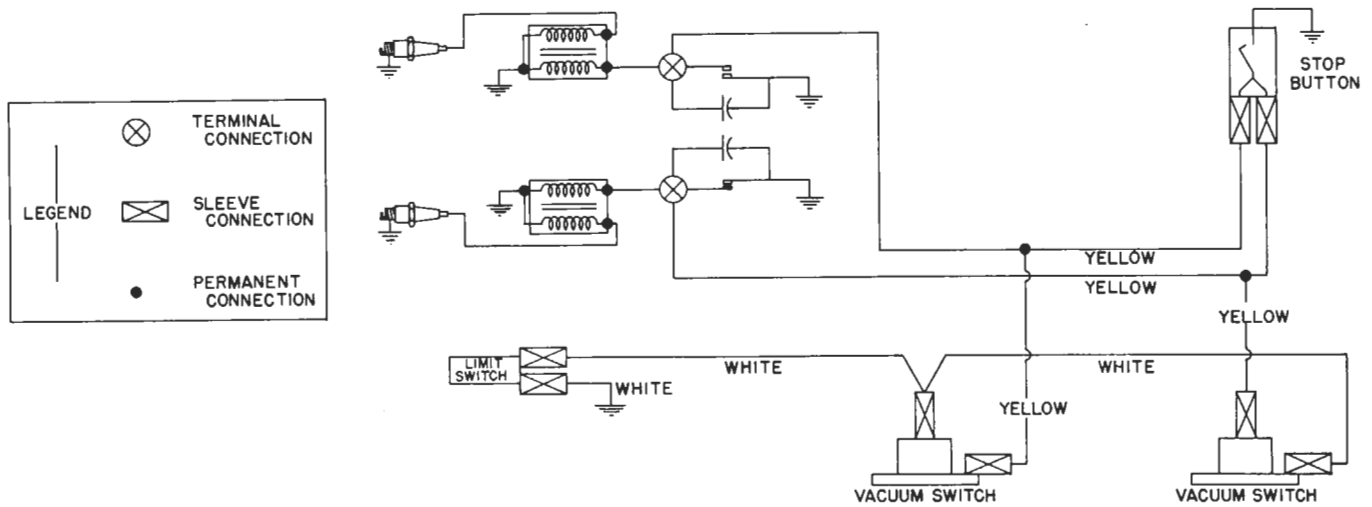 LEGEND
TERMINAL
CONNECTION
SLEEVE
CONNECTION
PERMANENT
CONNECTION
STOP
BUTTON
YELLOW
YELLOW
YELLOW
LIMIT
SWITCH
WHITE
WHITE
WHITE
YELLOW
VACUUM SWITCH
VACUUM SWITCH